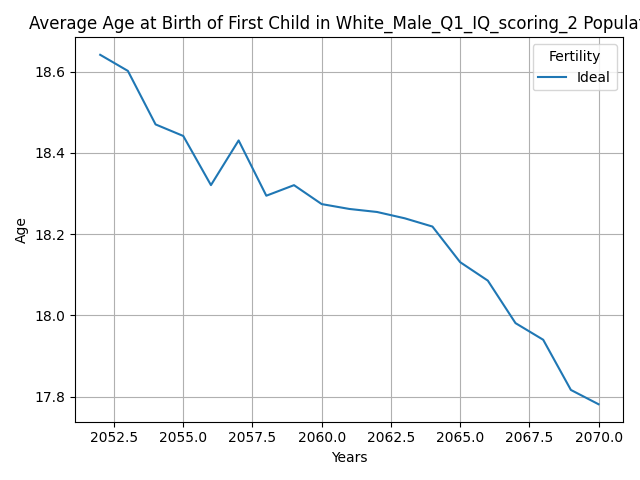 Average Age at Birth of First Child in White_Male_Q1_IQ_scoring_2
Fertility
Ideal
18.6
18.4
18.2
18.0
17.8
Age
2052.5 2055.0 2057.5 2060.0 2062.5 2065.0 2067.5 2070.0
Years